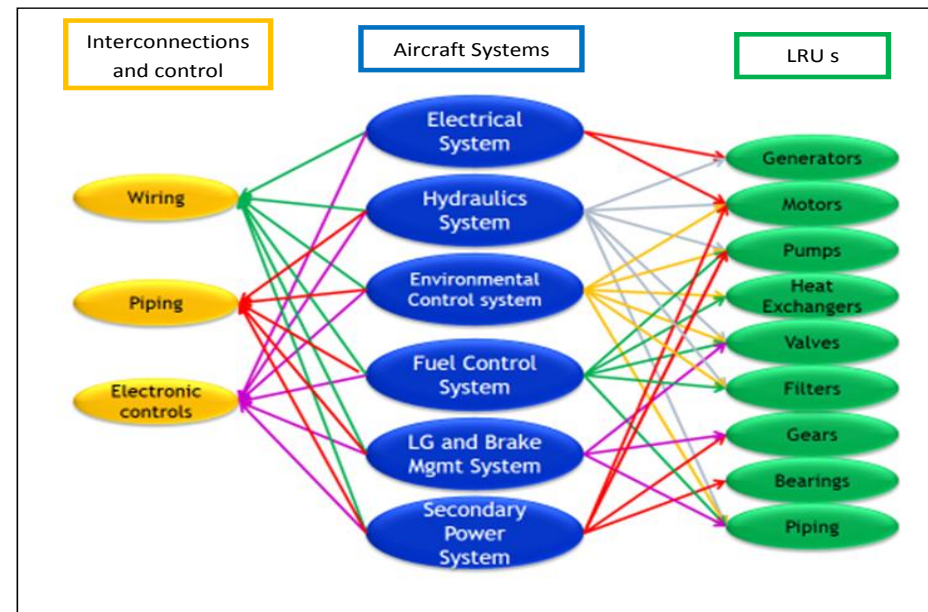 Interconnections
and control
Aircraft Systems
LRU s
Wiring
Piping
Electronic
controls
Electrical
System
Hydraulics
System
Environmental
Control system
Fuel Control
System
LG and Brake
Mgmt System
Secondary
Power
System
Generators
Motors
Pumps
Heat
Exchangers
Valves
Filters
Gears
Bearings
Piping